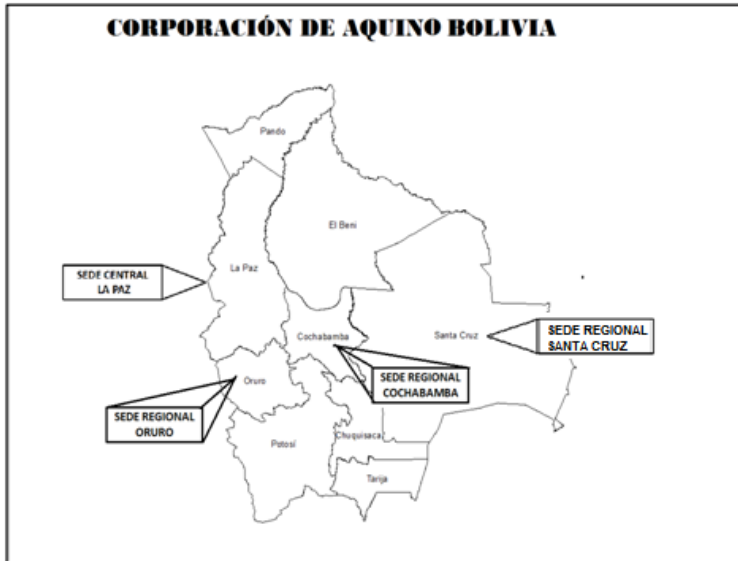 CORPORACIÓN DE AQUINO BOLIVIA
Pando
El Beni
La Paz
SEDE CENTRAL
LA PAZ
Cochabamba
Santa Cruz
SEDE REGIONAL
SANTA CRUZ
Oruro
SEDE REGIONAL
COCHABAMBA
SEDE REGIONAL
ORURO
Chuquisaca
Potosí
Tarija